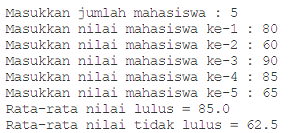 Masukkan jumlah mahasiswa : 5
Masukkan nilai mahasiswa ke-1 : 80
Masukkan nilai mahasiswa ke-2 : 60
Masukkan nilai mahasiswa ke-3 : 90
Masukkan nilai mahasiswa ke-4 : 85
Masukkan nilai mahasiswa ke-5 : 65
Rata-rata nilai lulus = 85.0
Rata-rata nilai tidak lulus = 62.5